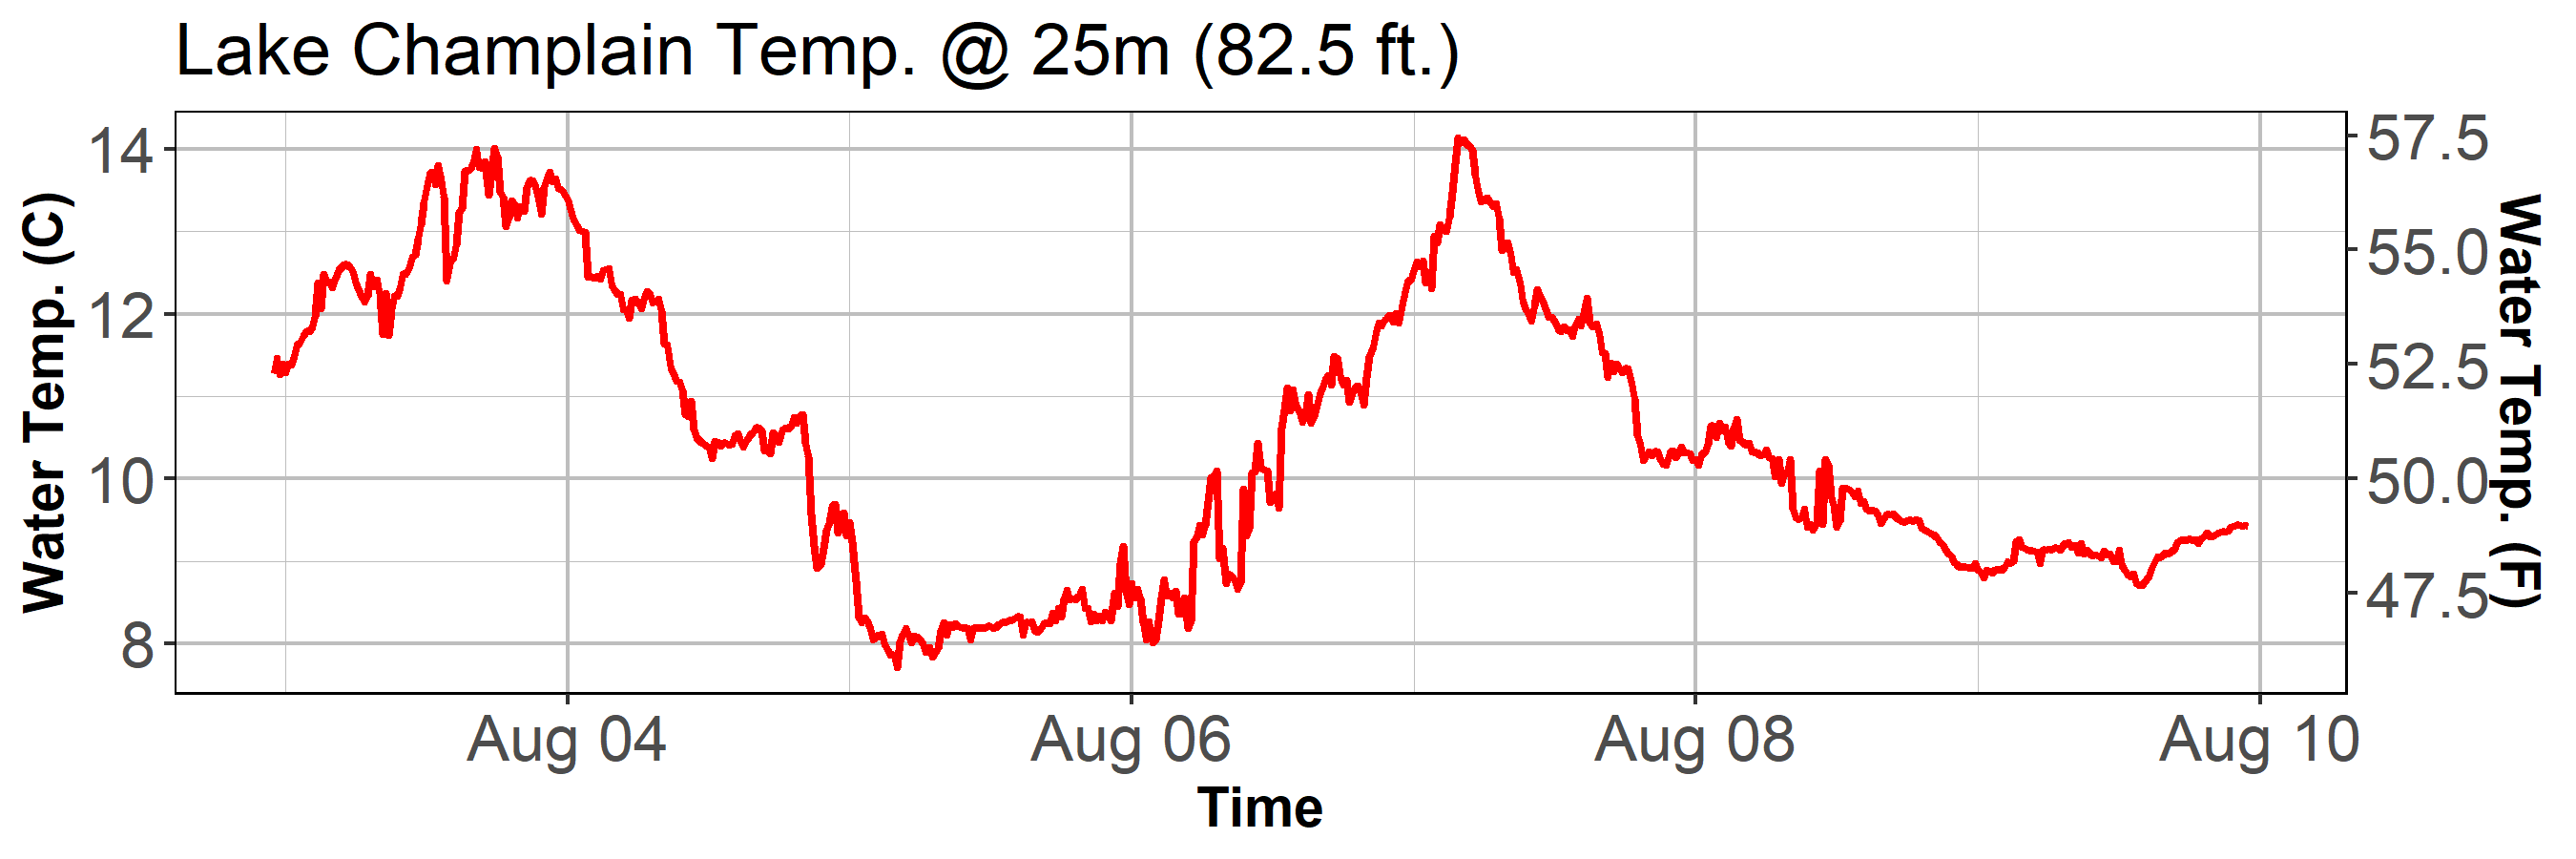 Lake Champlain Temp. @ 25m (82.5 ft.)
Water Temp. (C)
14
12
10
8
57.5
55.0
52.5
50.0
47.5
Water Temp. (F)
Aug 04
Aug 06
Aug 08
Aug 10
Time